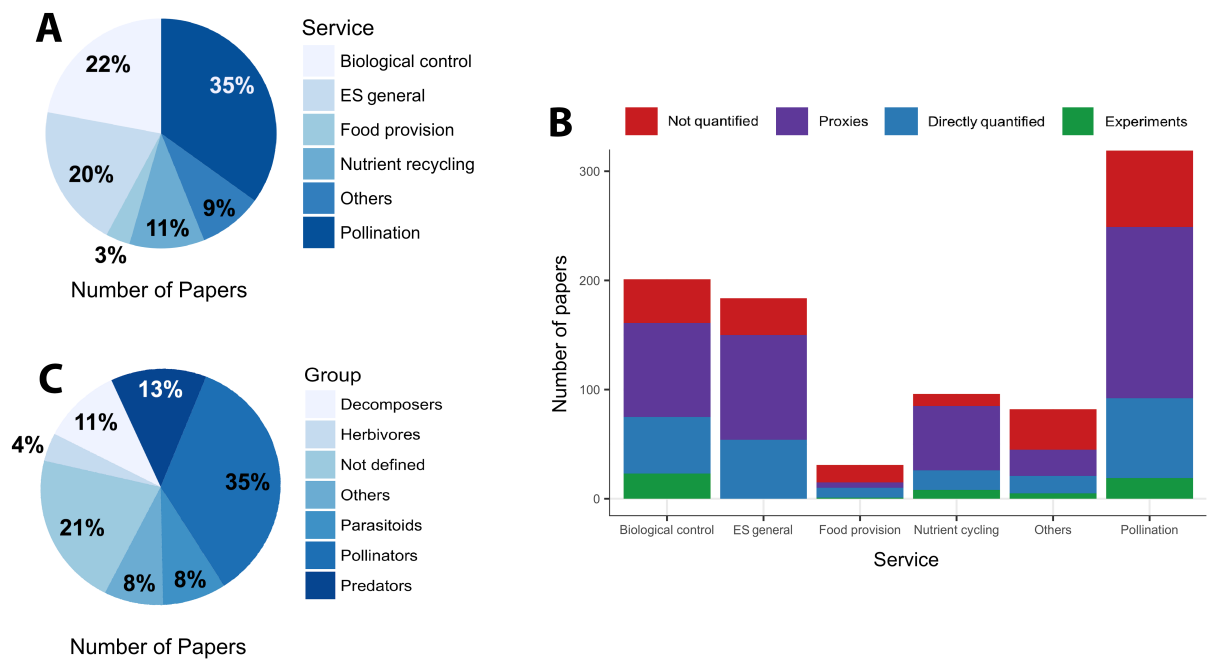 A
Service
22%
35%
20%
3%
11%
9%
Biological control
ES general
Food provision
Nutrient recycling
Others
Pollination
Number of Papers
B
Not quantified
Proxies
Directly quantified
Experiments
Number of papers
300
200
100
0
Biological control
ES general
Food provision
Nutrient cycling
Others
Pollination
Service
C
Group
13%
11%
4%
35%
21%
8%
8%
Decomposers
Herbivores
Not defined
Others
Parasitoids
Pollinators
Predators
Number of Papers